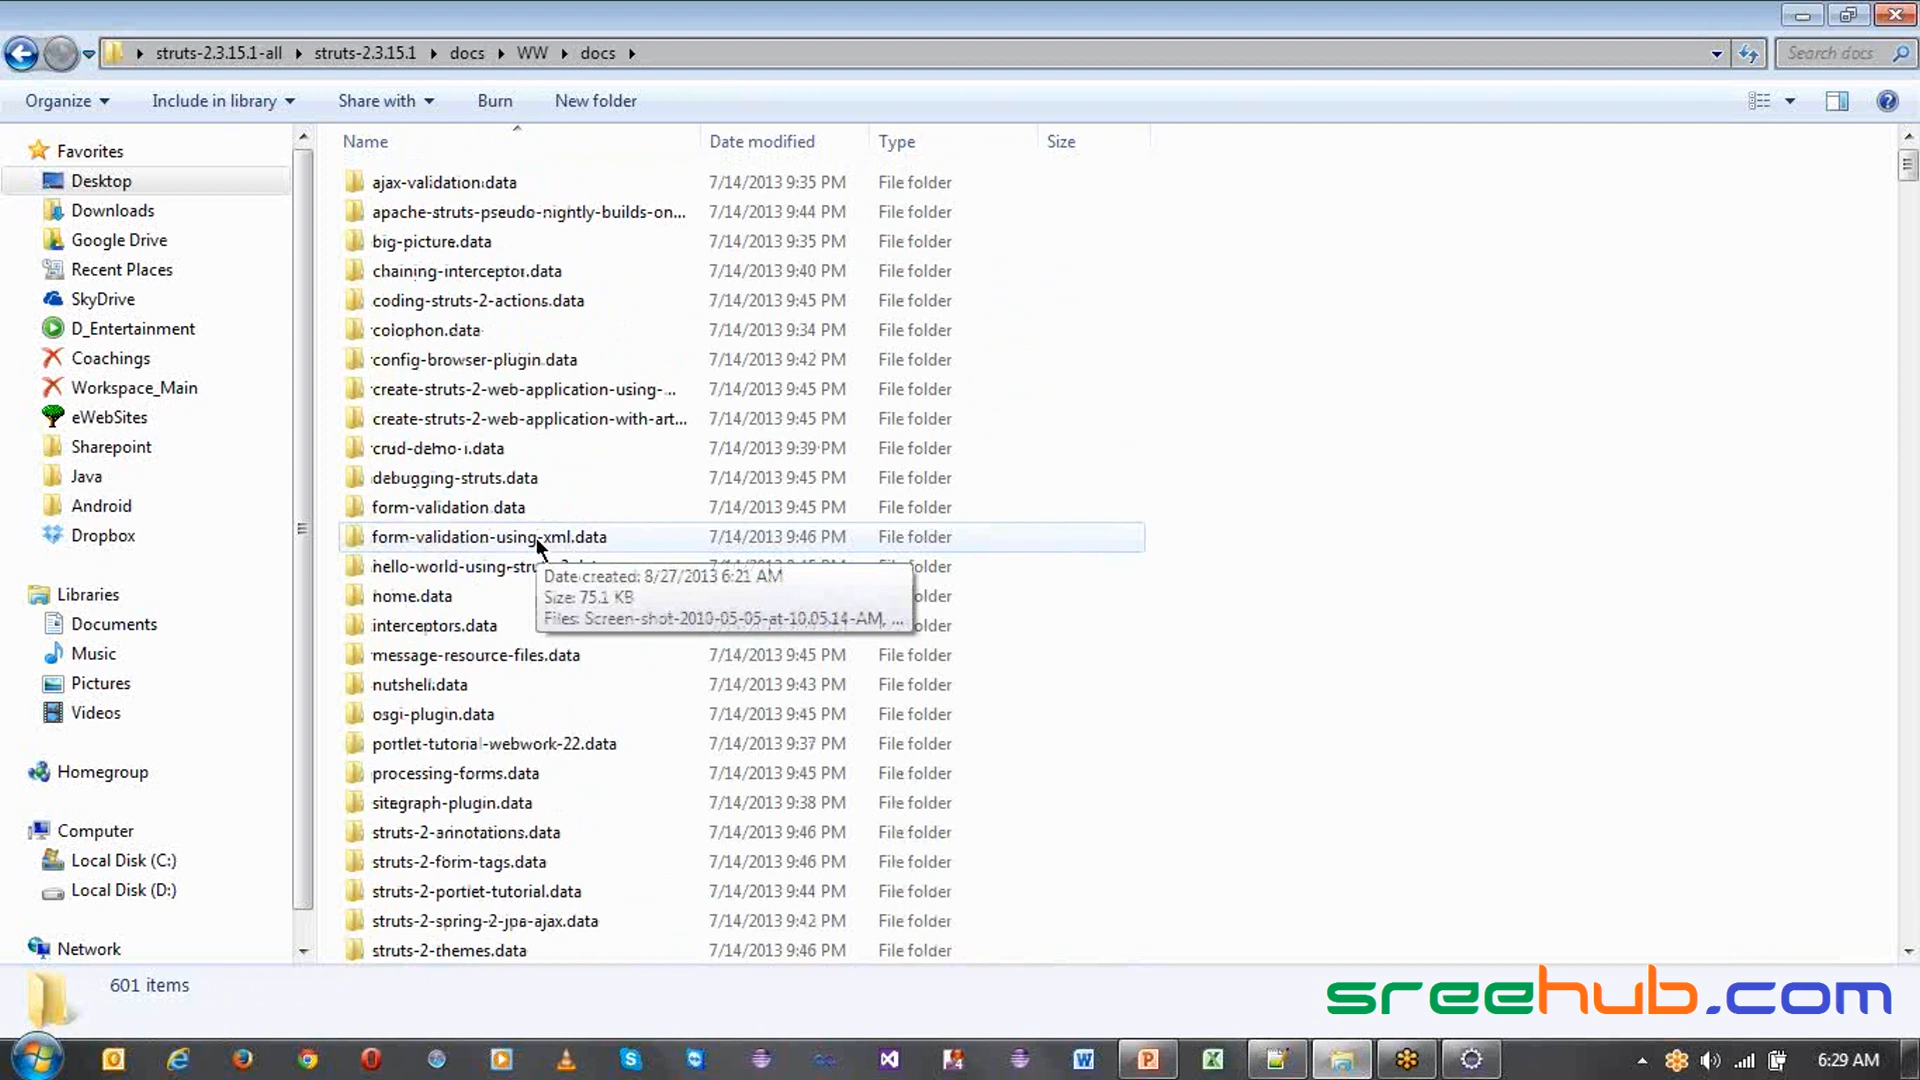 struts-2.3.15.1-all struts-2.3.15.1 docs WW docs Search docs
Organize Include in library Share with Burn New folder
Name Date modified Type Size
Favorites
Desktop
Downloads
Google Drive
Recent Places
SkyDrive
D_Entertainment
Coachings
Workspace_Main
eWebSites
Sharepoint
Java
Android
Dropbox
Libraries
Documents
Music
Pictures
Videos
Homegroup
Computer
Local Disk (C:)
Local Disk (D:)
Network
ajax-validation.data 7/14/2013 9:35 PM File folder
apache-struts-pseudo-nightly-builds-on... 7/14/2013 9:44 PM File folder
big-picture.data 7/14/2013 9:35 PM File folder
chaining-interceptor.data 7/14/2013 9:40 PM File folder
coding-struts-2-actions.data 7/14/2013 9:45 PM File folder
colophon.data 7/14/2013 9:34 PM File folder
config-browser-plugin.data 7/14/2013 9:42 PM File folder
create-struts-2-web-application-using-... 7/14/2013 9:45 PM File folder
create-struts-2-web-application-with-art... 7/14/2013 9:45 PM File folder
crud-demo-i.data 7/14/2013 9:39 PM File folder
debugging-struts.data 7/14/2013 9:45 PM File folder
form-validation.data 7/14/2013 9:45 PM File folder
form-validation-using-xml.data 7/14/2013 9:46 PM File folder
hello-world-using-stru
Date created: 8/27/2013 6:21 AM
Size: 75.1 KB
Files: Screen-shot-2010-05-05-at-10.05.14-AM, ...
home.data older
interceptors.data older
message-resource-files.data 7/14/2013 9:45 PM File folder
nutshell.data 7/14/2013 9:43 PM File folder
osgi-plugin.data 7/14/2013 9:45 PM File folder
portlet-tutorial-webwork-22.data 7/14/2013 9:37 PM File folder
processing-forms.data 7/14/2013 9:45 PM File folder
sitegraph-plugin.data 7/14/2013 9:38 PM File folder
struts-2-annotations.data 7/14/2013 9:46 PM File folder
struts-2-form-tags.data 7/14/2013 9:46 PM File folder
struts-2-portlet-tutorial.data 7/14/2013 9:44 PM File folder
struts-2-spring-2-jpa-ajax.data 7/14/2013 9:42 PM File folder
struts-2-themes.data 7/14/2013 9:46 PM File folder
601 items
sreehub.com
6:29 AM